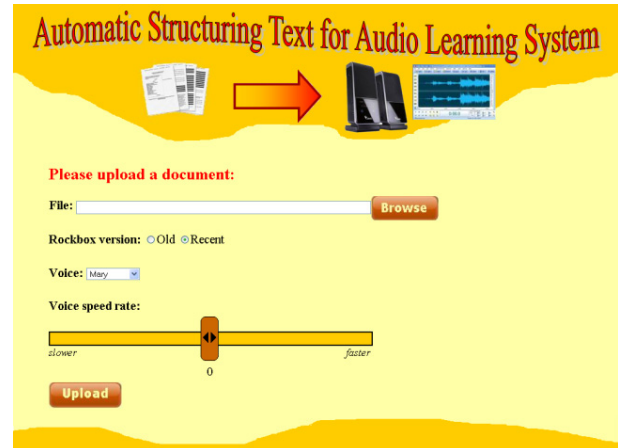 Automatic Structuring Text for Audio Learning System
Please upload a document:
File: Browse
Rockbox version: Old Recent
Voice: Mary
Voice speed rate:
slower faster
0
Upload